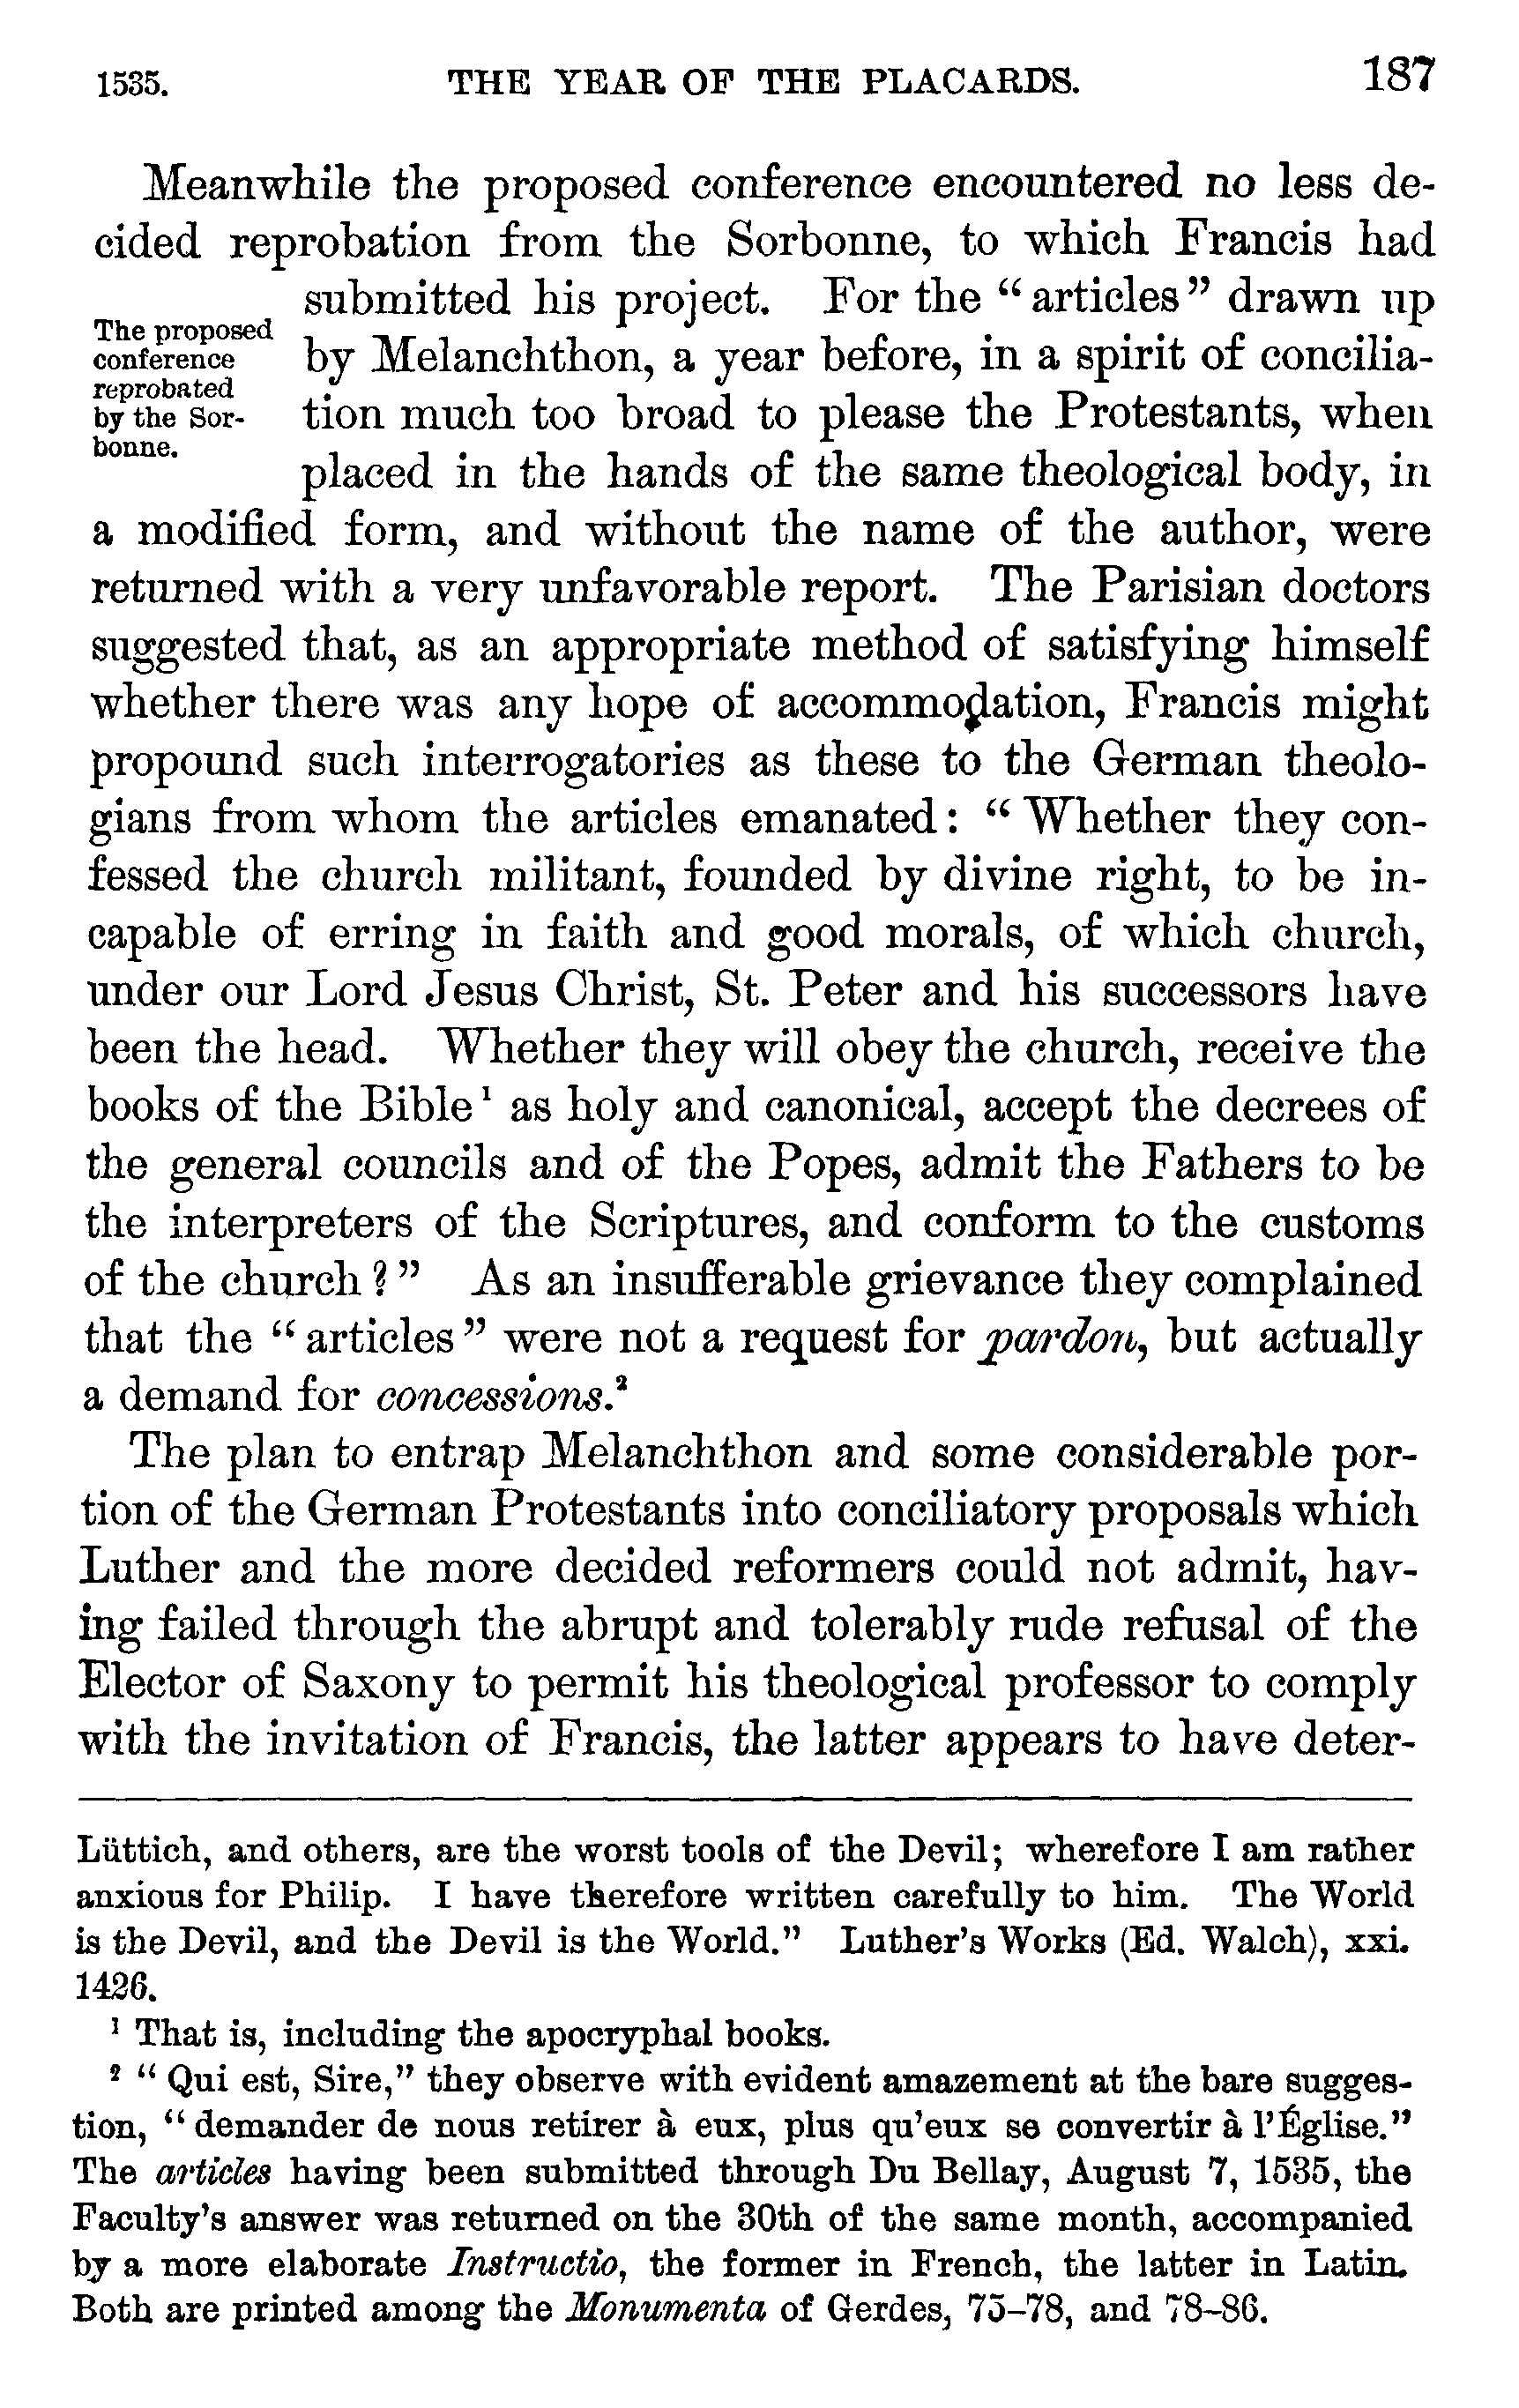 1535. THE YEAR OF THE PLACARDS. 187
Meanwhile the proposed conference encountered no less de-
cided reprobation from the Sorbonne, to which Francis had
submitted his project. For the “articles” drawn up
The proposed
conference
reprobated
by the Sor-
bonne.
by Melanchthon, a year before, in a spirit of concilia-
tion much too broad to please the Protestants, when
placed in the hands of the same theological body, in
a modified form, and without the name of the author, were
returned with a very unfavorable report. The Parisian doctors
suggested that, as an appropriate method of satisfying himself
whether there was any hope of accommodation, Francis might
propound such interrogatories as these to the German theolo-
gians from whom the articles emanated: “Whether they con-
fessed the church militant, founded by divine right, to be in-
capable of erring in faith and good morals, of which church,
under our Lord Jesus Christ, St. Peter and his successors have
been the head. Whether they will obey the church, receive the
books of the Bible¹ as holy and canonical, accept the decrees of
the general councils and of the Popes, admit the Fathers to be
the interpreters of the Scriptures, and conform to the customs
of the church?” As an insufferable grievance they complained
that the “articles” were not a request for pardon, but actually
a demand for concessions.²
The plan to entrap Melanchthon and some considerable por-
tion of the German Protestants into conciliatory proposals which
Luther and the more decided reformers could not admit, hav-
ing failed through the abrupt and tolerably rude refusal of the
Elector of Saxony to permit his theological professor to comply
with the invitation of Francis, the latter appears to have deter-
Lüttich, and others, are the worst tools of the Devil; wherefore I am rather
anxious for Philip. I have therefore written carefully to him. The World
is the Devil, and the Devil is the World.” Luther’s Works (Ed. Walch), xxi.
1426.
¹ That is, including the apocryphal books.
² “Qui est, Sire,” they observe with evident amazement at the bare sugges-
tion, “demander de nous retirer à eux, plus qu’eux se convertir à l’Église.”
The articles having been submitted through Du Bellay, August 7, 1535, the
Faculty’s answer was returned on the 30th of the same month, accompanied
by a more elaborate Instructio, the former in French, the latter in Latin.
Both are printed among the Monumenta of Gerdes, 75–78, and 78–86.